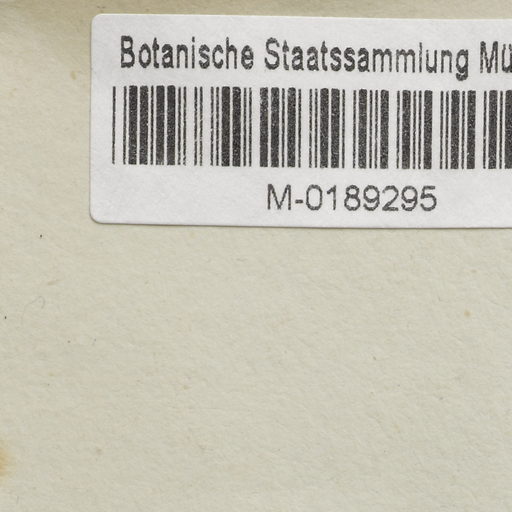 Botanische Staatssammlung Mü
M-0189295